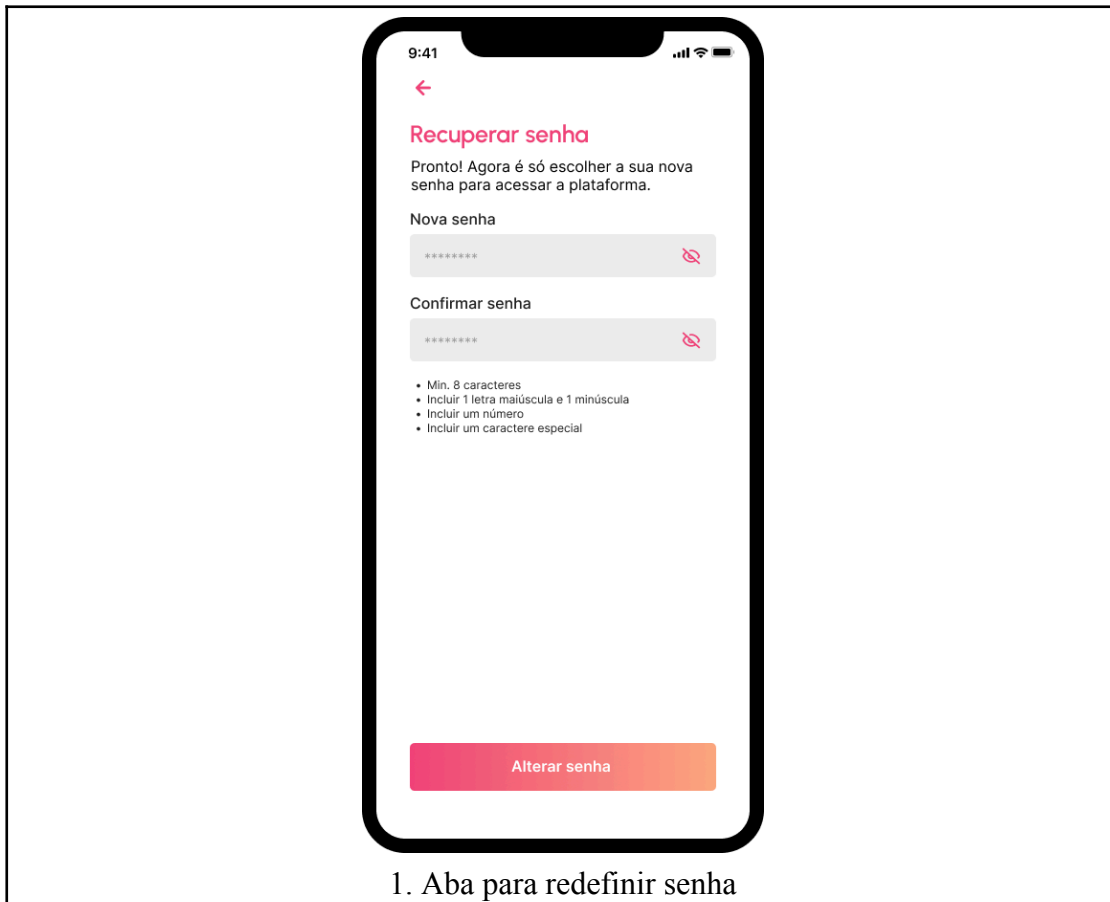 9:41
Recuperar senha
Pronto! Agora é só escolher a sua nova
senha para acessar a plataforma.
Nova senha
********
Confirmar senha
********
• Min. 8 caracteres
• Incluir 1 letra maiúscula e 1 minúscula
• Incluir um número
• Incluir um caractere especial
Alterar senha
1. Aba para redefinir senha